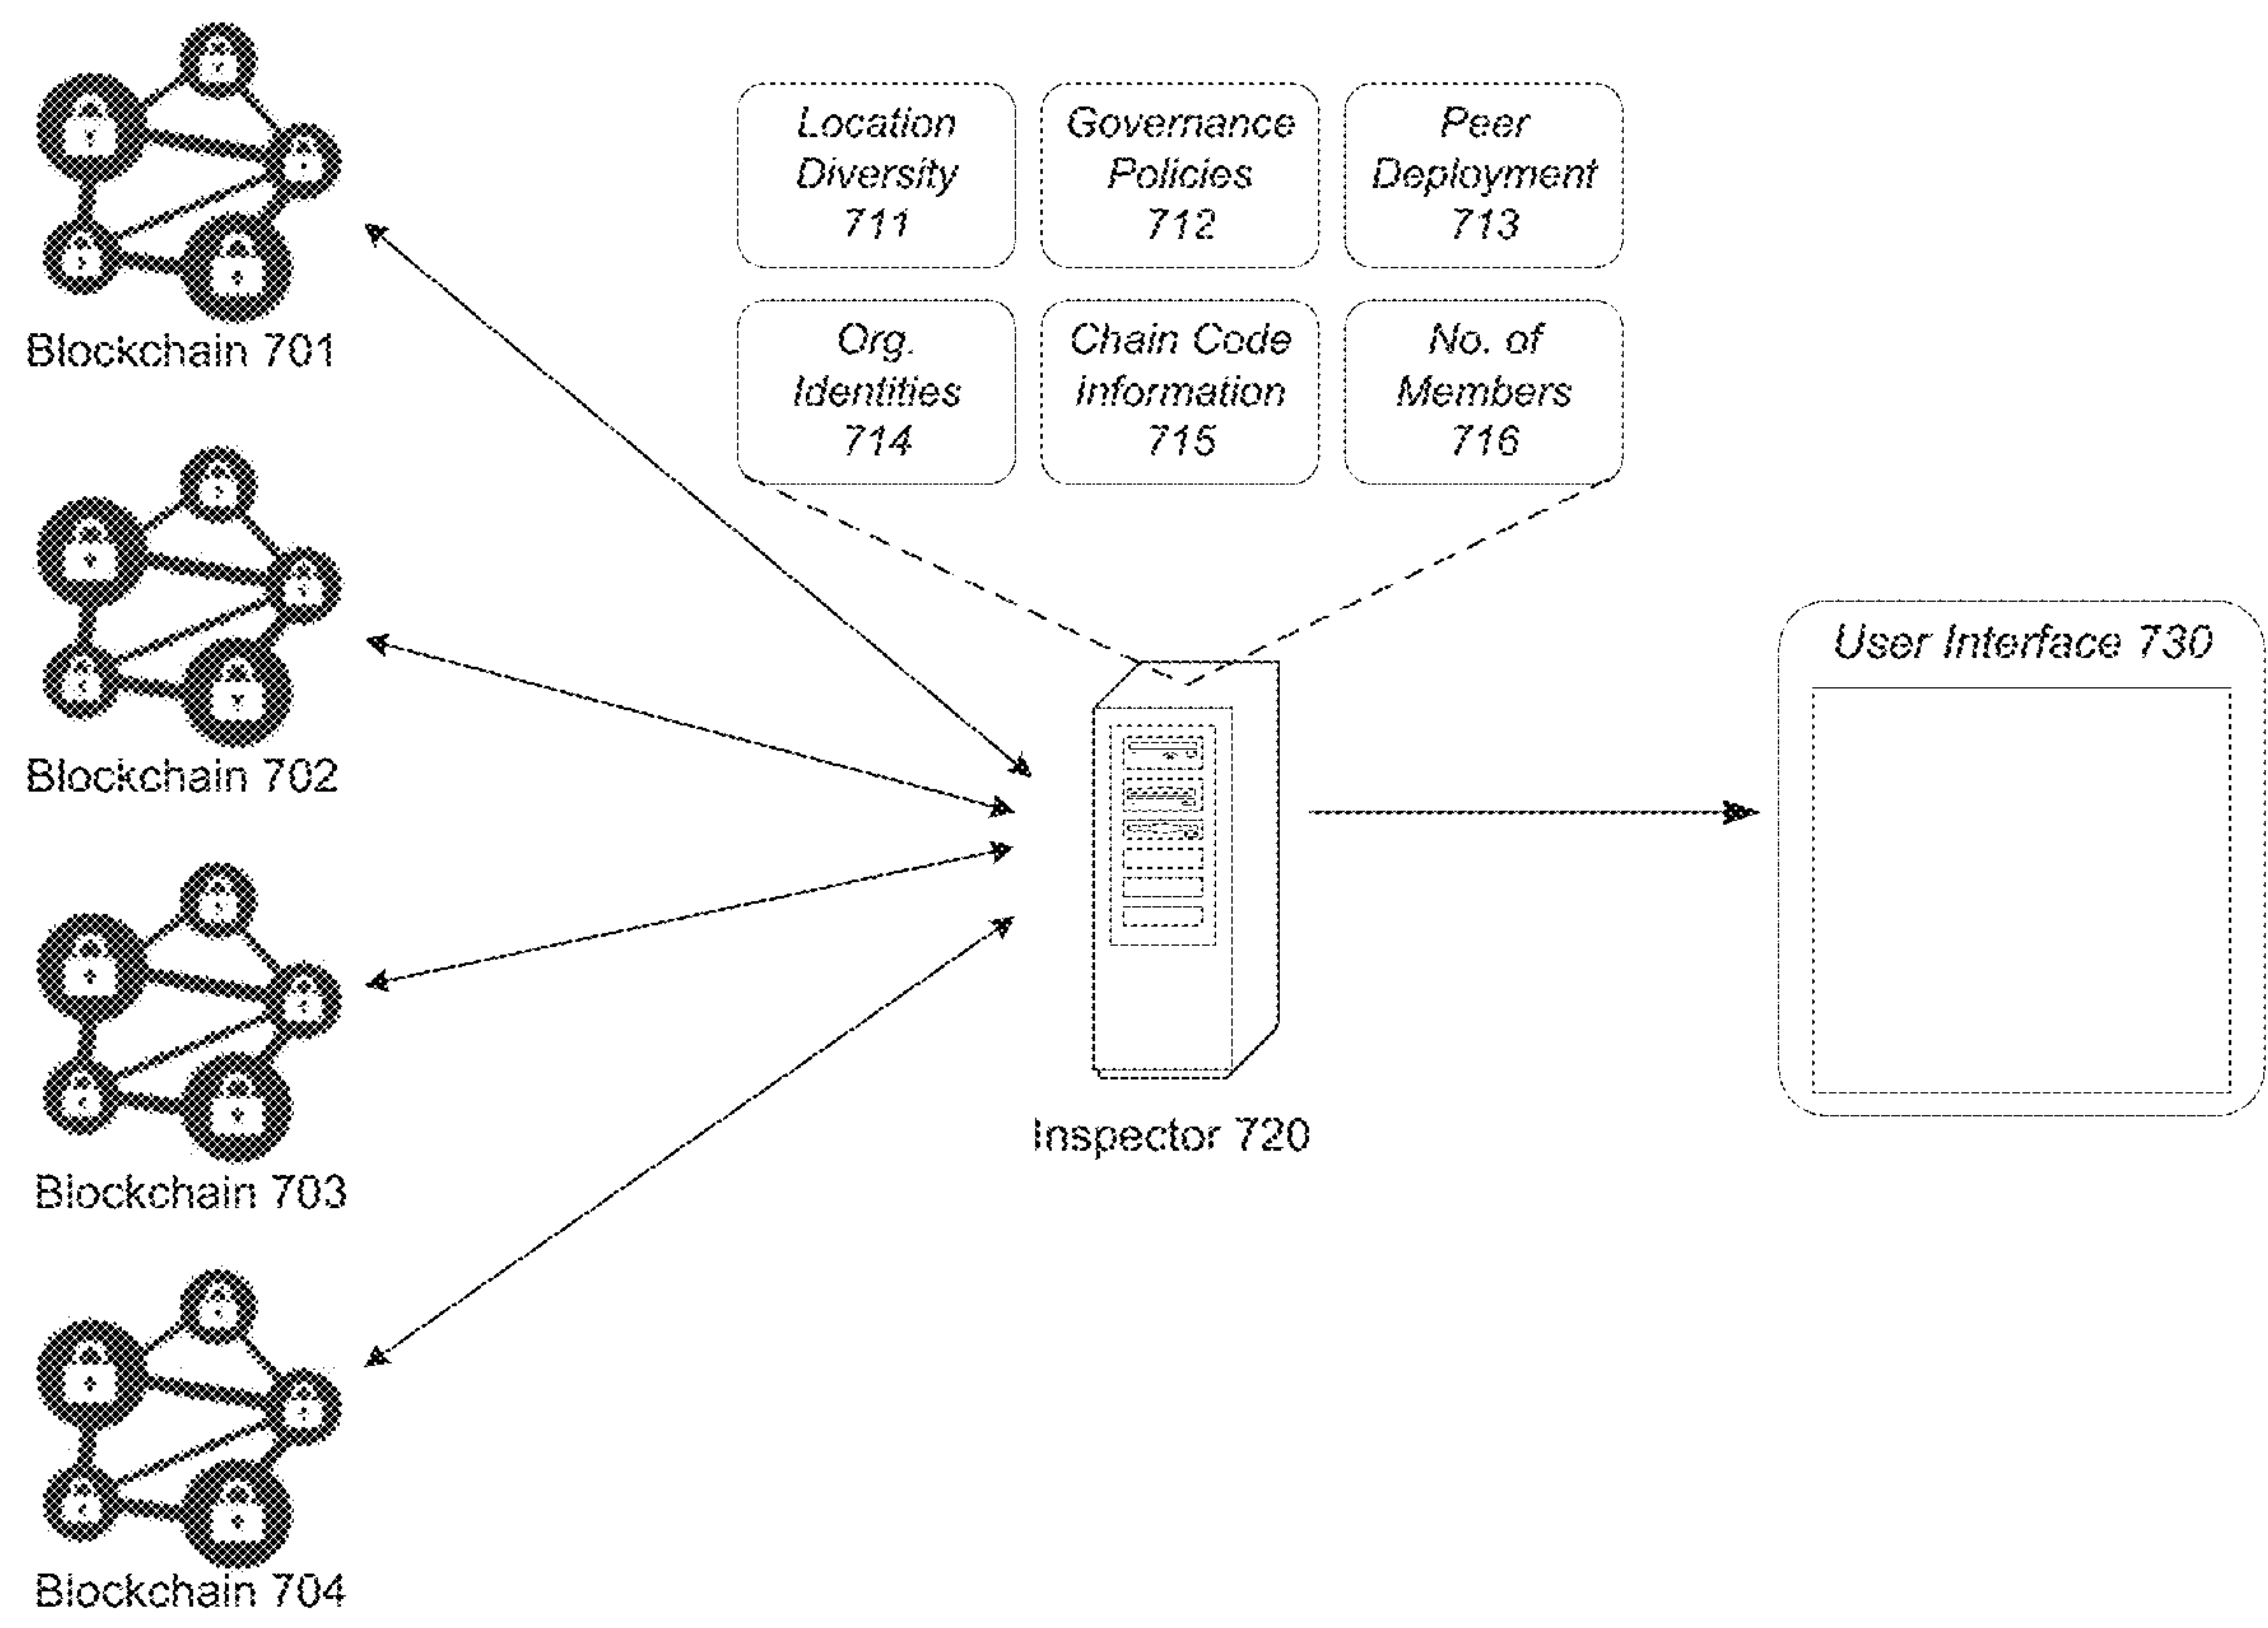 Blockchain 701
Blockchain 702
Blockchain 703
Blockchain 704
Location
Diversity
711
Governance
Policies
712
Peer
Deployment
713
Org.
Identities
714
Chain Code
Information
715
No. of
Members
716
Inspector 720
User Interface 730